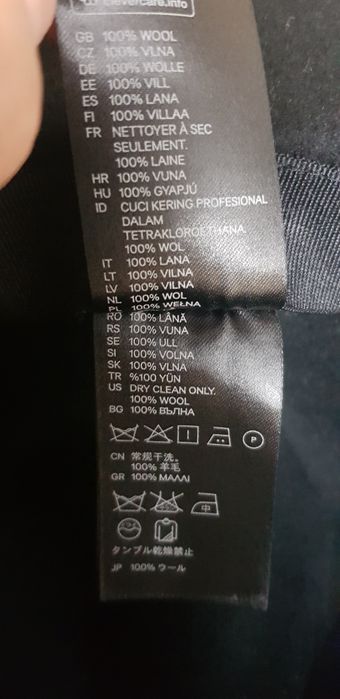 clevercare.info
GB 100% WOOL
CZ 100% VLNA
DE 100% WOLLE
EE 100% VILL
ES 100% LANA
FI 100% VILLAA
FR NETTOYER À SEC
SEULEMENT.
100% LAINE
HR 100% VUNA
HU 100% GYAPJÚ
ID CUCI KERING PROFESIONAL
DALAM
TETRAKLOROETHANA.
100% WOL
IT 100% LANA
LT 100% VILNA
LV 100% VILNA
NL 100% WOL
PL 100% WEŁNA
RO 100% LÂNĂ
RS 100% VUNA
SE 100% ULL
SI 100% VOLNA
SK 100% VLNA
TR %100 YÜN
US DRY CLEAN ONLY.
100% WOOL
BG 100% ВЪЛНА
P
CN 常规干洗。
100% 羊毛
GR 100% ΜΑΛΛΙ
中
タンブル乾燥禁止
JP 100% ウール